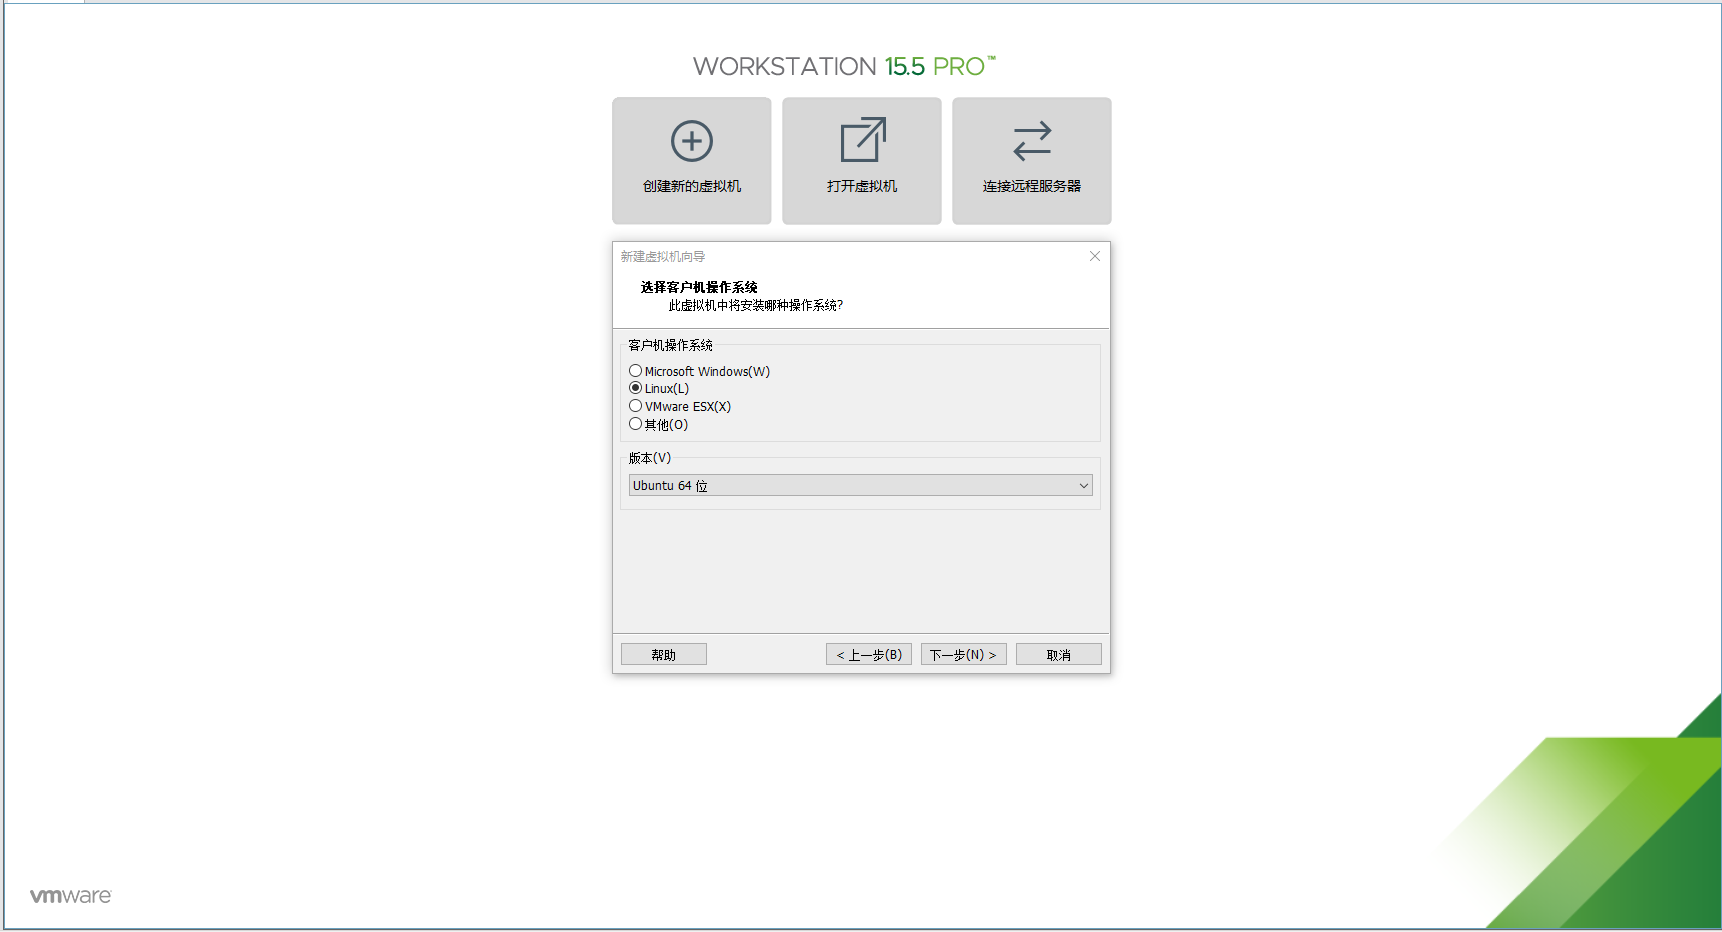 WORKSTATION 15.5 PRO™
创建新的虚拟机
打开虚拟机
连接远程服务器
新建虚拟机向导
选择客户机操作系统
此虚拟机中将安装哪种操作系统?
客户机操作系统
Microsoft Windows(W)
Linux(L)
VMware ESX(X)
其他(O)
版本(V)
Ubuntu 64 位
帮助
< 上一步(B)
下一步(N) >
取消
vmware